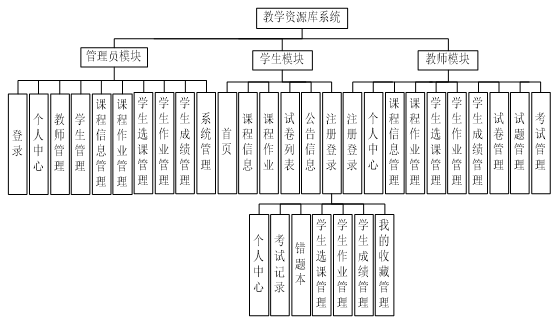 教学资源库系统
管理员模块
学生模块
教师模块
登录
个人中心
教师管理
学生管理
课程信息管理
课程作业管理
学生选课管理
学生作业管理
学生成绩管理
系统管理
首页
课程信息
课程作业
试卷列表
公告信息
注册登录
注册登录
个人中心
课程信息管理
课程作业管理
学生选课管理
学生作业管理
学生成绩管理
试卷管理
试题管理
考试管理
个人中心
考试记录
错题本
学生选课管理
学生作业管理
学生成绩管理
我的收藏管理